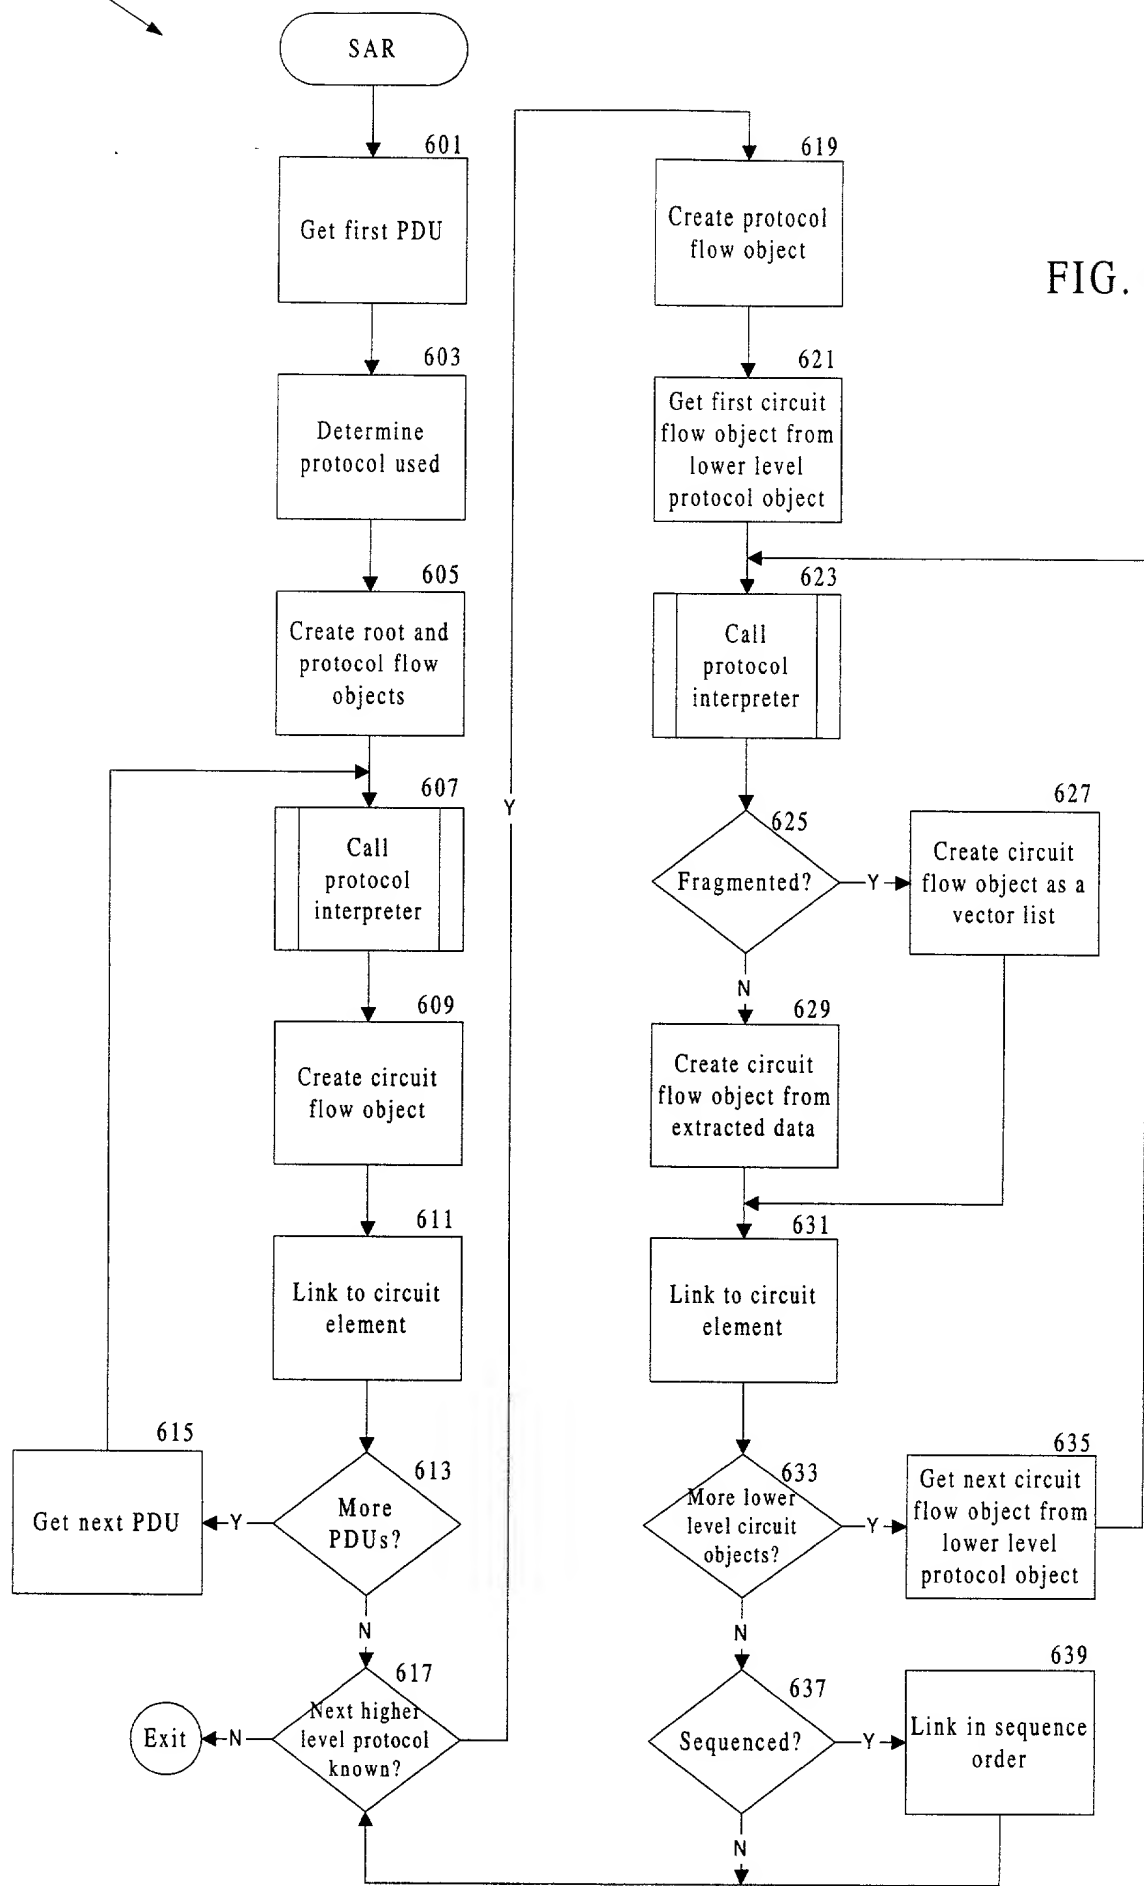 SAR
601
Get first PDU
603
Determine
protocol used
605
Create root and
protocol flow
objects
607
Call
protocol
interpreter
609
Create circuit
flow object
611
Link to circuit
element
613
More
PDUs?
Y
615
Get next PDU
N
617
Next higher
level protocol
known?
N
Exit
Y
619
Create protocol
flow object
FIG.
621
Get first circuit
flow object from
lower level
protocol object
623
Call
protocol
interpreter
625
Fragmented?
Y
627
Create circuit
flow object as a
vector list
N
629
Create circuit
flow object from
extracted data
631
Link to circuit
element
633
More lower
level circuit
objects?
Y
635
Get next circuit
flow object from
lower level
protocol object
N
637
Sequenced?
Y
639
Link in sequence
order
N